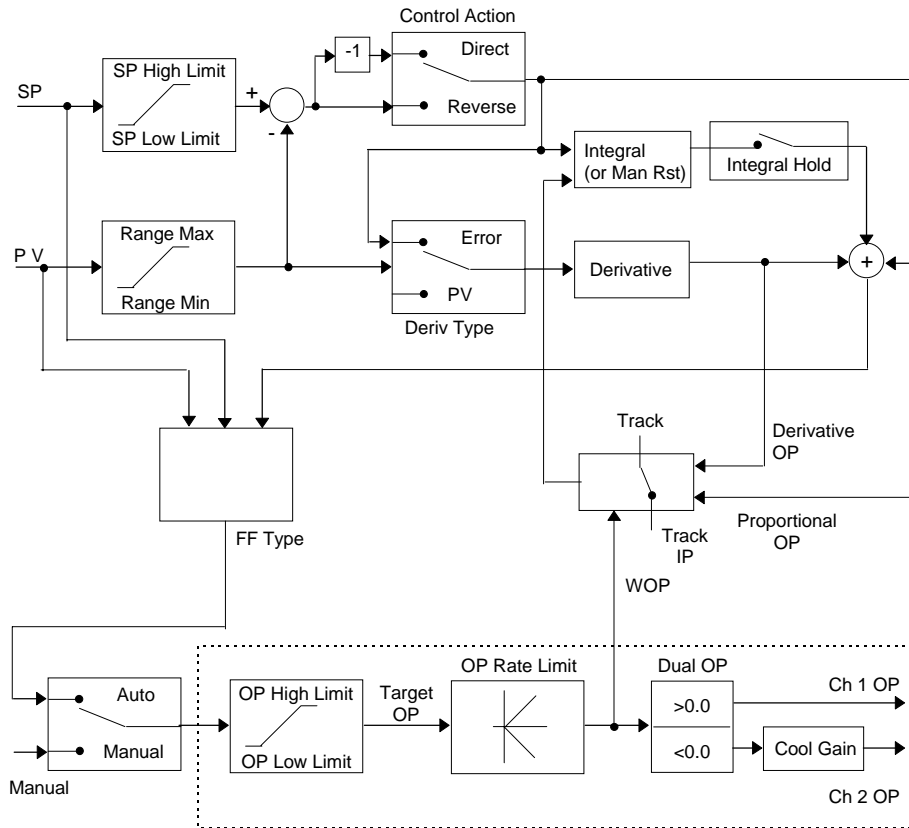 Control Action
-1
Direct
Reverse
SP
SP High Limit
SP Low Limit
+
-
Integral
(or Man Rst)
Integral Hold
P V
Range Max
Range Min
Error
PV
Deriv Type
Derivative
+
Track
Derivative
OP
Track
IP
Proportional
OP
FF Type
WOP
Auto
Manual
Manual
OP High Limit
OP Low Limit
Target
OP
OP Rate Limit
Dual OP
>0.0
<0.0
Ch 1 OP
Cool Gain
Ch 2 OP